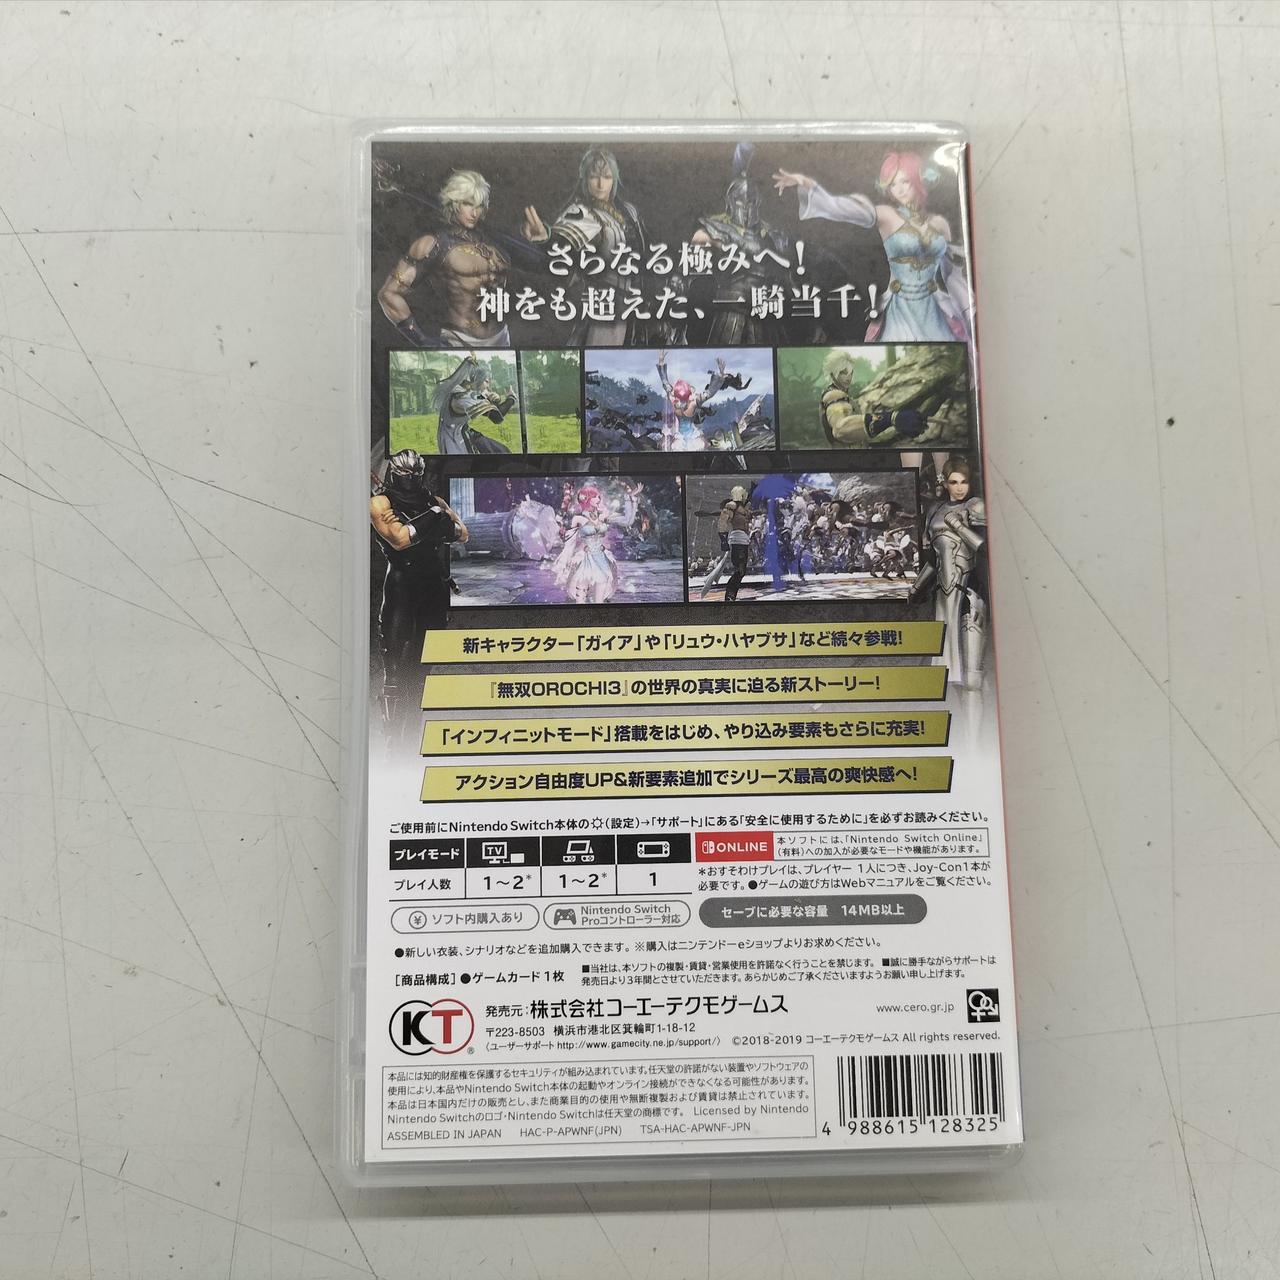 さらなる極みへ!
神をも超えた、一騎当千!
新キャラクター「ガイア」や「リュウ・ハヤブサ」など続々参戦!
『無双OROCHI3』の世界の真実に迫る新ストーリー!
「インフィニットモード」搭載をはじめ、やり込み要素もさらに充実!
アクション自由度UP&新要素追加でシリーズ最高の爽快感へ!
ご使用前にNintendo Switch本体の(設定)→「サポート」にある「安全に使用するために」を必ずお読みください。
プレイモード TV
プレイ人数 1～2* 1～2* 1
ONLINE
本ソフトには、「Nintendo Switch Online」
(有料)への加入が必要なモードや機能があります。
*おすそわけプレイは、プレイヤー 1人につき、Joy-Con1本が
必要です。●ゲームの遊び方はWebマニュアルをご覧ください。
¥ ソフト内購入あり
Nintendo Switch
Proコントローラー対応
セーブに必要な容量 14MB以上
●新しい衣装、シナリオなどを追加購入できます。※購入はニンテンドーeショップよりお求めください。
[商品構成] ●ゲームカード 1枚
■当社は、本ソフトの複製・賃貸・営業使用を許諾なく行うことを禁じます。 ■誠に勝手ながらサポートは
発売日より3年間とさせていただきます。あらかじめご了承くださいますようお願い申し上げます。
KT®
発売元:株式会社コーエーテクモゲームス
〒223-8503 横浜市港北区箕輪町1-18-12
〈ユーザーサポート http://www.gamecity.ne.jp/support/〉
www.cero.gr.jp
©2018-2019 コーエーテクモゲームス All rights reserved.
本品には知的財産権を保護するセキュリティが組み込まれています。任天堂の許諾がない装置やソフトウェアの
使用により、本品やNintendo Switch本体の起動やオンライン接続ができなくなる可能性があります。
本品は日本国内だけの販売とし、また商業目的の使用や無断複製および賃貸は禁止されています。
Nintendo Switchのロゴ・Nintendo Switchは任天堂の商標です。 Licensed by Nintendo
ASSEMBLED IN JAPAN HAC-P-APWNF(JPN) TSA-HAC-APWNF-JPN
4 988615 128325